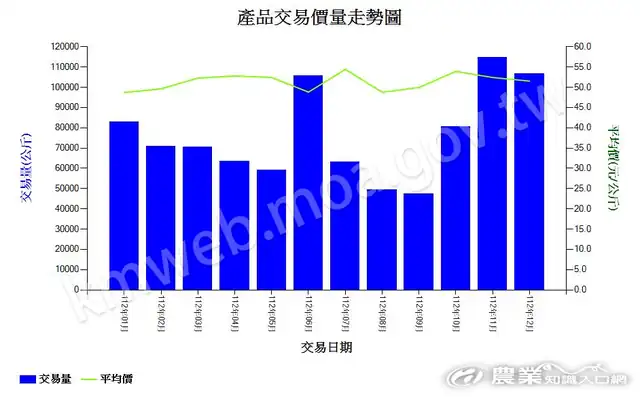 產品交易價量走勢圖
120000
110000
100000
90000
80000
70000
60000
50000
40000
30000
20000
10000
0
交易量(公斤)
60.0
55.0
50.0
45.0
40.0
35.0
30.0
25.0
20.0
15.0
10.0
5.0
0.0
平均價(元/公斤)
112年01月
112年02月
112年03月
112年04月
112年05月
112年06月
112年07月
112年08月
112年09月
112年10月
112年11月
112年12月
交易日期
交易量
平均價
kmweb.moa.gov.tw
農業知識入口網